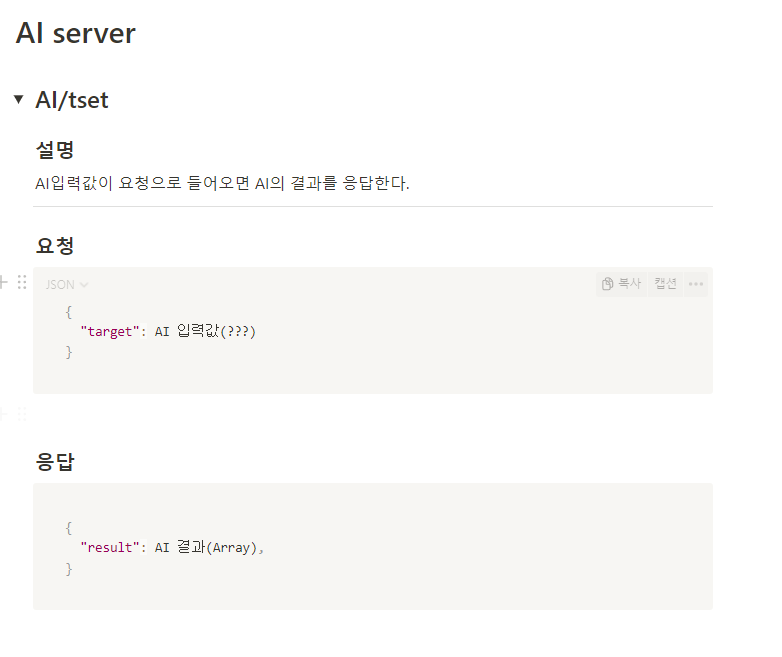 AI server
AI/tset
설명
AI입력값이 요청으로 들어오면 AI의 결과를 응답한다.
요청
JSON 복사 캡션
{
"target": AI 입력값(???)
}
응답
{
"result": AI 결과(Array),
}